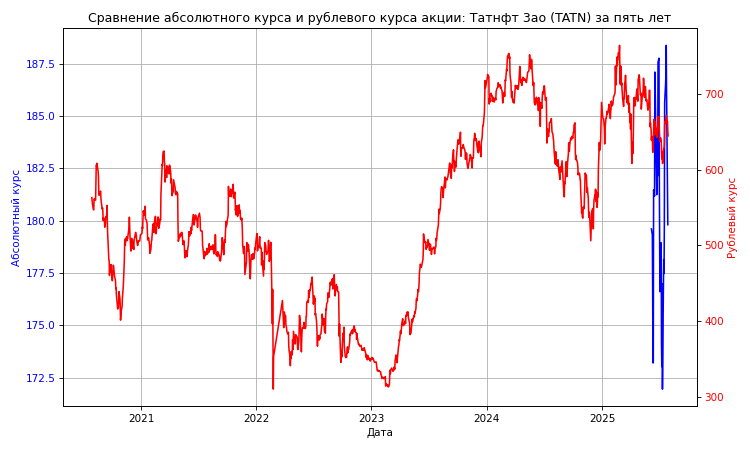 Сравнение абсолютного курса и рублевого курса акции: Татнфт 3ао (TATN) за пять лет
187.5
185.0
182.5
180.0
177.5
175.0
172.5
Абсолютный курс
700
600
500
400
300
Рублевый курс
2021 2022 2023 2024 2025
Дата